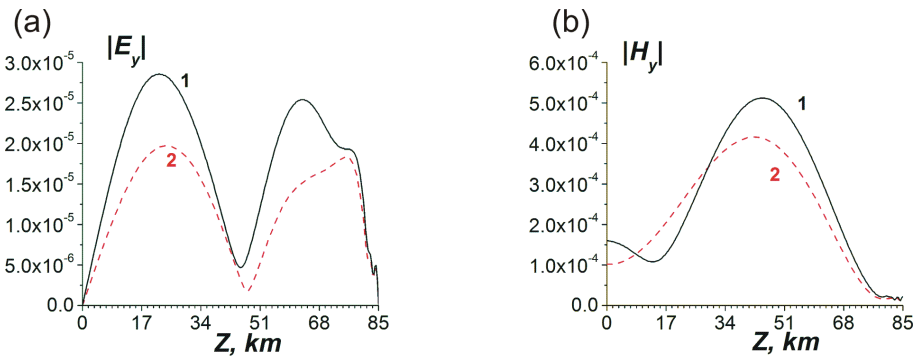 (a)
|E_y|
3.0x10^-5
2.5x10^-5
2.0x10^-5
1.5x10^-5
1.0x10^-5
5.0x10^-6
0.0
1
2
0 17 34 51 68 85
Z, km
(b)
|H_y|
6.0x10^-4
5.0x10^-4
4.0x10^-4
3.0x10^-4
2.0x10^-4
1.0x10^-4
0.0
1
2
0 17 34 51 68 85
Z, km